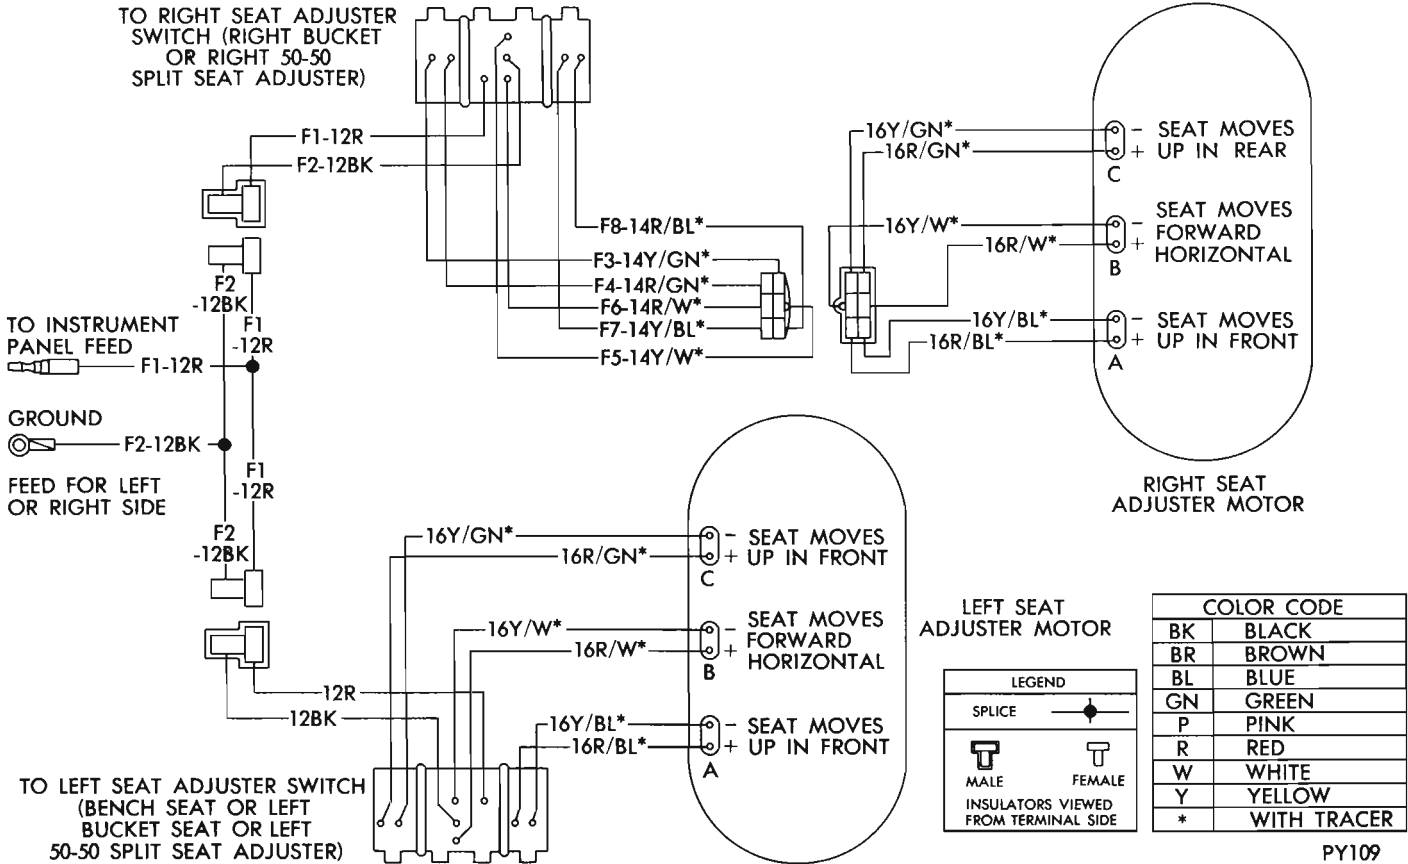 TO RIGHT SEAT ADJUSTER
SWITCH (RIGHT BUCKET
OR RIGHT 50-50
SPLIT SEAT ADJUSTER)
F1-12R
F2-12BK
F8-14R/BL*
F3-14Y/GN*
F4-14R/GN*
F6-14R/W*
F7-14Y/BL*
F5-14Y/W*
16Y/GN*
16R/GN*
16Y/W*
16R/W*
16Y/BL*
16R/BL*
- SEAT MOVES
+ UP IN REAR
C
- SEAT MOVES
FORWARD
+ HORIZONTAL
B
- SEAT MOVES
+ UP IN FRONT
A
RIGHT SEAT
ADJUSTER MOTOR
F2
-12BK
F1
-12R
TO INSTRUMENT
PANEL FEED
F1-12R
GROUND
F2-12BK
FEED FOR LEFT
OR RIGHT SIDE
F1
-12R
F2
-12BK
12R
12BK
16Y/GN*
16R/GN*
16Y/W*
16R/W*
16Y/BL*
16R/BL*
- SEAT MOVES
+ UP IN FRONT
C
- SEAT MOVES
FORWARD
+ HORIZONTAL
B
- SEAT MOVES
+ UP IN FRONT
A
LEFT SEAT
ADJUSTER MOTOR
TO LEFT SEAT ADJUSTER SWITCH
(BENCH SEAT OR LEFT
BUCKET SEAT OR LEFT
50-50 SPLIT SEAT ADJUSTER)
LEGEND
SPLICE
MALE FEMALE
INSULATORS VIEWED
FROM TERMINAL SIDE
COLOR CODE
BK BLACK
BR BROWN
BL BLUE
GN GREEN
P PINK
R RED
W WHITE
Y YELLOW
* WITH TRACER
PY109